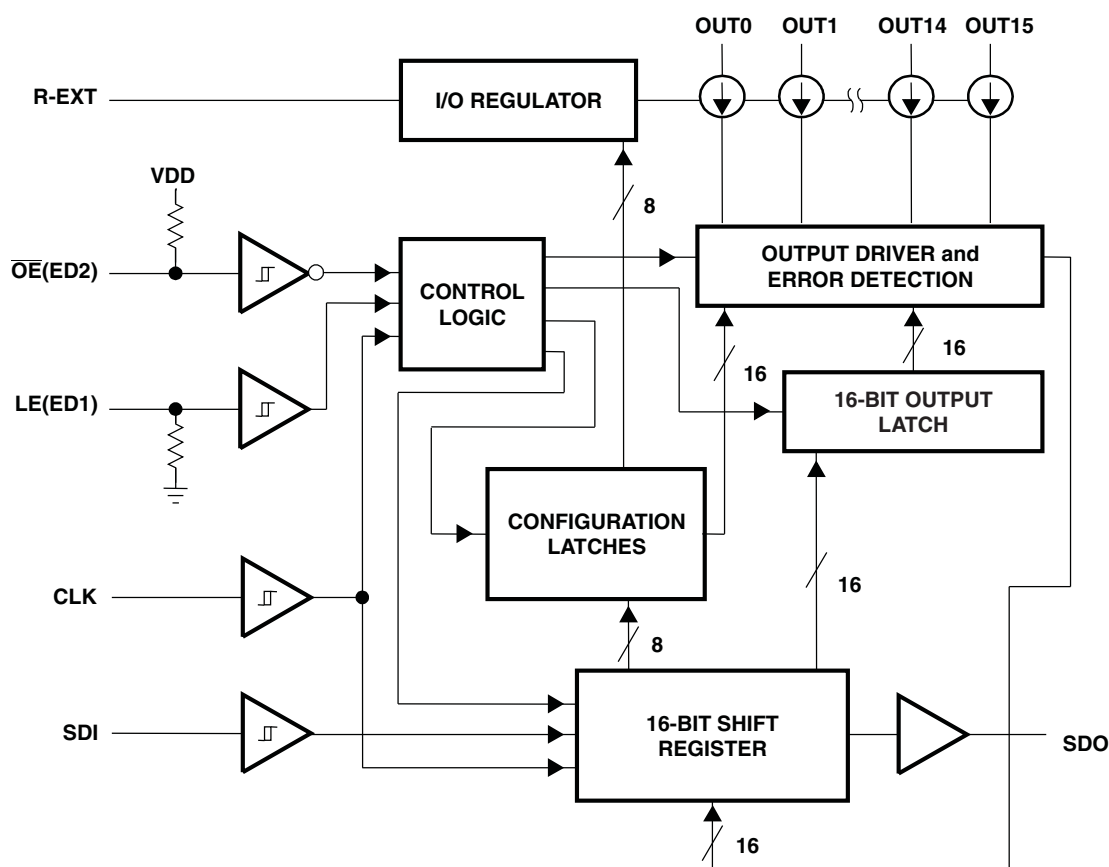 OUT0 OUT1 OUT14 OUT15
R-EXT
I/O REGULATOR
VDD
8
OE(ED2)
CONTROL
LOGIC
OUTPUT DRIVER and
ERROR DETECTION
16
16
LE(ED1)
16-BIT OUTPUT
LATCH
CONFIGURATION
LATCHES
16
CLK
8
SDI
16-BIT SHIFT
REGISTER
SDO
16